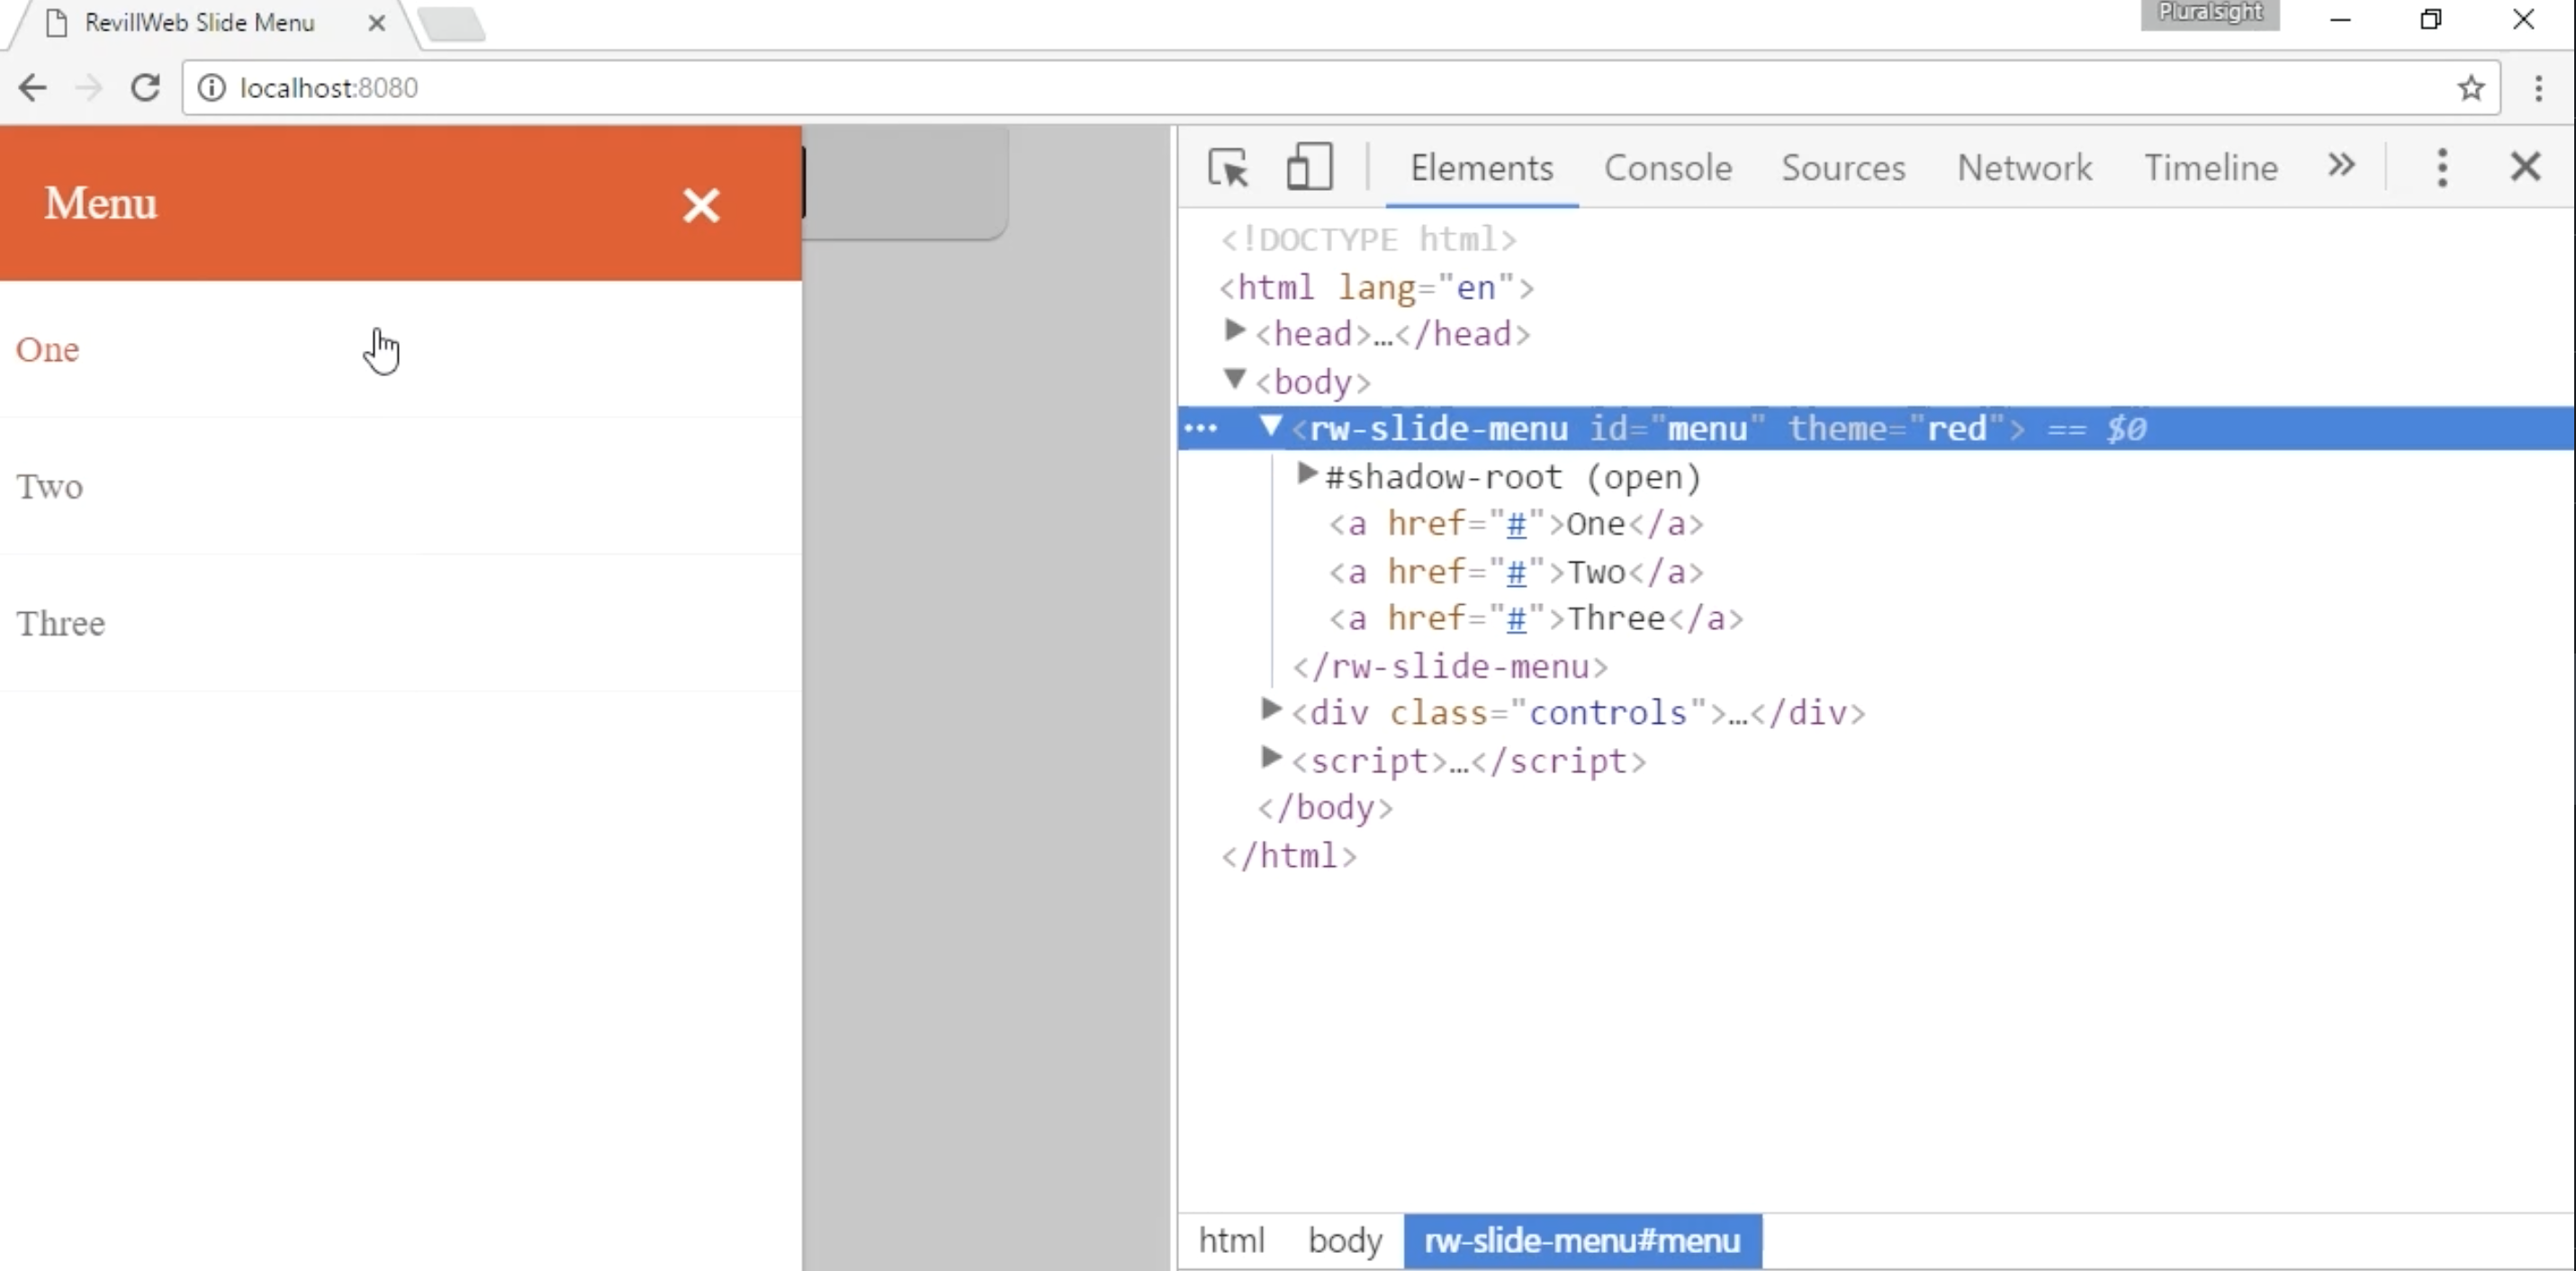 RevillWeb Slide Menu
Pluralsight
localhost:8080
Menu
One
Two
Three
Elements Console Sources Network Timeline
<!DOCTYPE html>
<html lang="en">
<head>…</head>
<body>
<rw-slide-menu id="menu" theme="red"> == $0
#shadow-root (open)
<a href="#">One</a>
<a href="#">Two</a>
<a href="#">Three</a>
</rw-slide-menu>
<div class="controls">…</div>
<script>…</script>
</body>
</html>
html body rw-slide-menu#menu